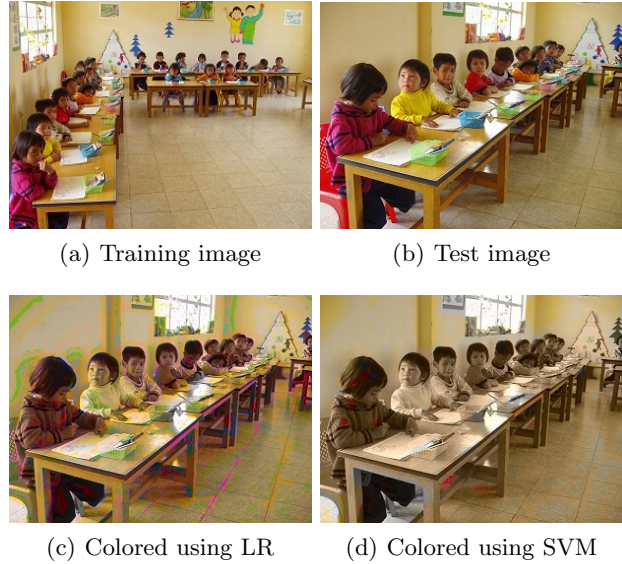 (a) Training image
(b) Test image
(c) Colored using LR
(d) Colored using SVM